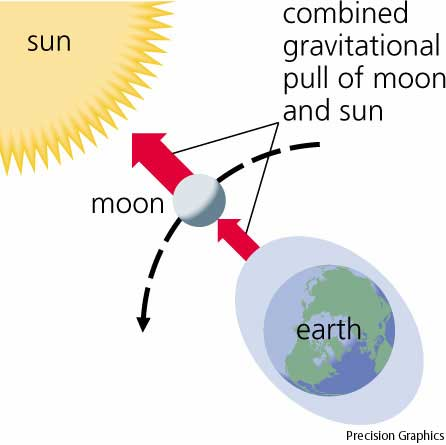 sun
combined
gravitational
pull of moon
and sun
moon
earth
Precision Graphics